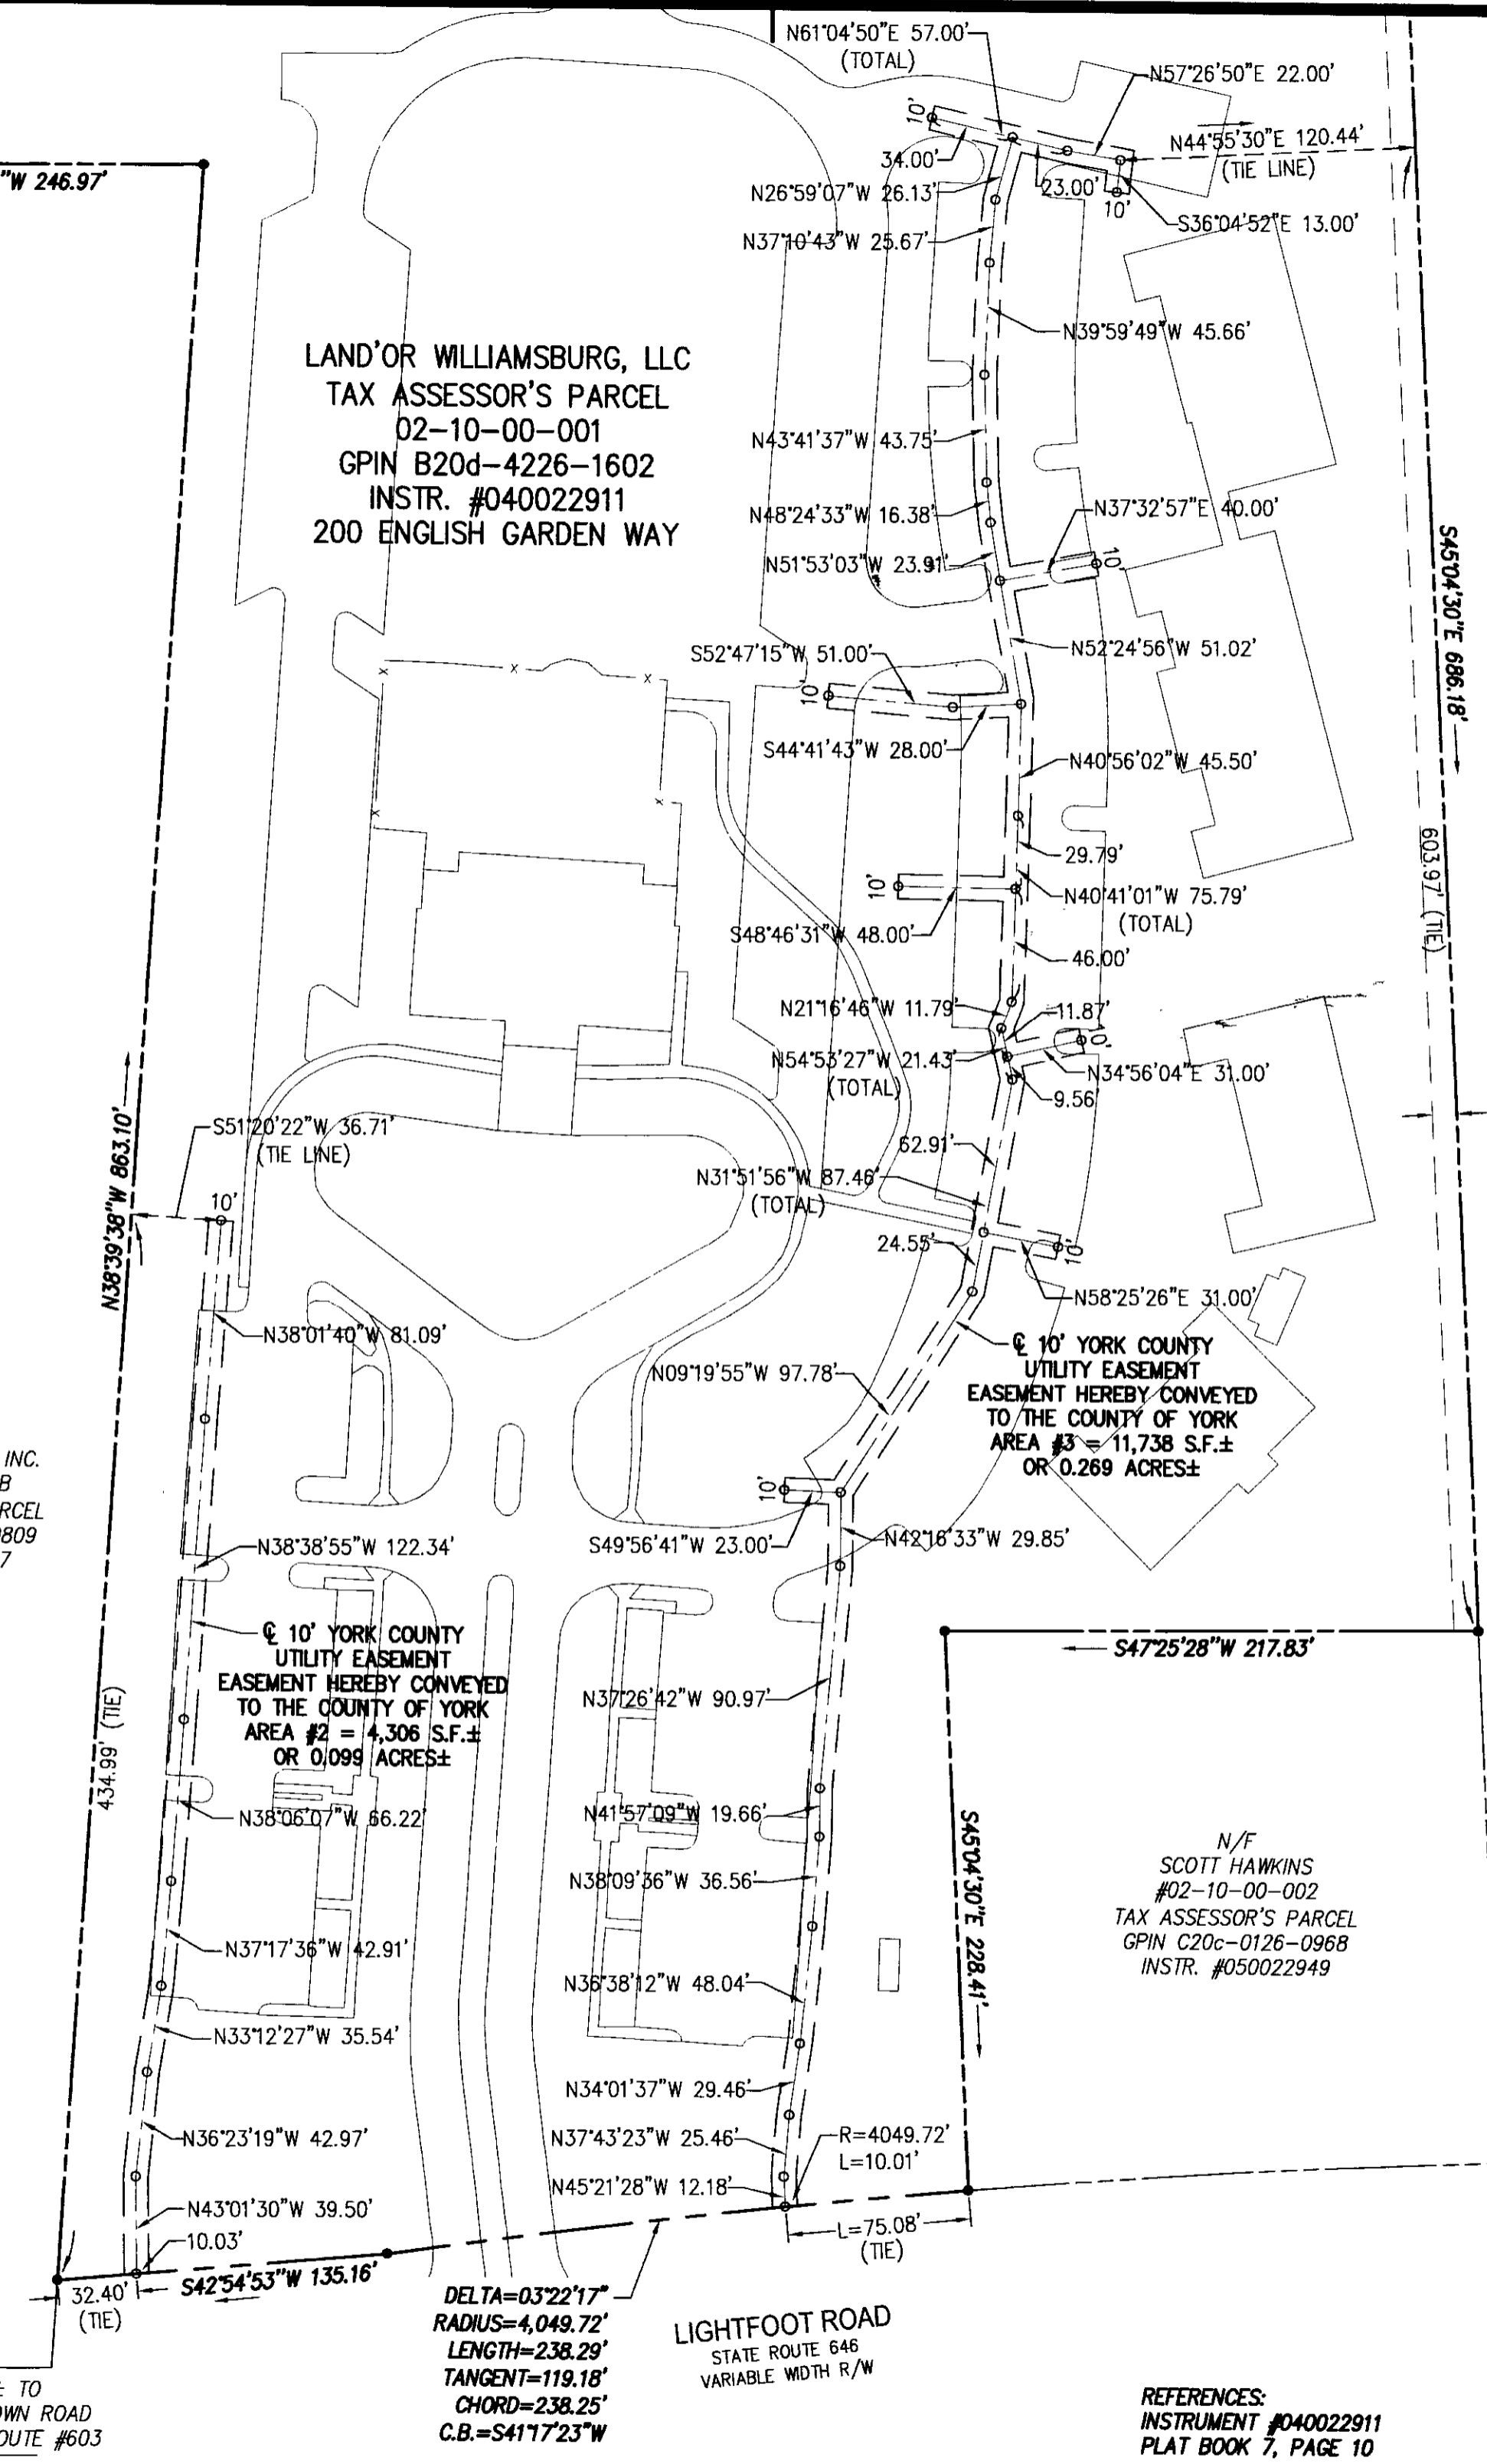 N61°04'50"E 57.00'
(TOTAL)
N57°26'50"E 22.00'
10'
N44°55'30"E 120.44'
(TIE LINE)
34.00'
23.00'
10'
"W 246.97'
N26°59'07"W 26.13'
S36°04'52"E 13.00'
N37°10'43"W 25.67'
N39°59'49"W 45.66'
LAND'OR WILLIAMSBURG, LLC
TAX ASSESSOR'S PARCEL
02-10-00-001
GPIN B20d-4226-1602
INSTR. #040022911
200 ENGLISH GARDEN WAY
N43°41'37"W 43.75'
N48°24'33"W 16.38'
N37°32'57"E 40.00'
N51°53'03"W 23.91'
10'
S45°04'30"E 686.18'
N52°24'56"W 51.02'
S52°47'15"W 51.00'
10'
S44°41'43"W 28.00'
N40°56'02"W 45.50'
29.79'
603.97' (TIE)
10'
N40°41'01"W 75.79'
(TOTAL)
S48°46'31"W 48.00'
46.00'
N21°16'46"W 11.79'
11.87'
10'
N54°53'27"W 21.43'
(TOTAL)
N34°56'04"E 31.00'
9.56'
S51°20'22"W 36.71'
(TIE LINE)
62.91'
N31°51'56"W 87.46'
(TOTAL)
N38°39'38"W 863.10'
10'
24.55'
10'
N58°25'26"E 31.00'
N38°01'40"W 81.09'
℄ 10' YORK COUNTY
UTILITY EASEMENT
EASEMENT HEREBY CONVEYED
TO THE COUNTY OF YORK
AREA #3 = 11,738 S.F.±
OR 0.269 ACRES±
N09°19'55"W 97.78'
INC.
B
RCEL
809
7
10'
S49°56'41"W 23.00'
N42°16'33"W 29.85'
N38°38'55"W 122.34'
℄ 10' YORK COUNTY
UTILITY EASEMENT
EASEMENT HEREBY CONVEYED
TO THE COUNTY OF YORK
AREA #2 = 4,306 S.F.±
OR 0.099 ACRES±
S47°25'28"W 217.83'
N37°26'42"W 90.97'
434.99' (TIE)
N38°06'07"W 66.22'
N41°57'09"W 19.66'
S45°04'30"E 228.41'
N/F
SCOTT HAWKINS
#02-10-00-002
TAX ASSESSOR'S PARCEL
GPIN C20c-0126-0968
INSTR. #050022949
N38°09'36"W 36.56'
N37°17'36"W 42.91'
N36°38'12"W 48.04'
N33°12'27"W 35.54'
N34°01'37"W 29.46'
N36°23'19"W 42.97'
N37°43'23"W 25.46'
R=4049.72'
L=10.01'
N45°21'28"W 12.18'
N43°01'30"W 39.50'
10.03'
L=75.08'
(TIE)
32.40'
(TIE)
S42°54'53"W 135.16'
DELTA=03°22'17"
RADIUS=4,049.72'
LENGTH=238.29'
TANGENT=119.18'
CHORD=238.25'
C.B.=S41°17'23"W
LIGHTFOOT ROAD
STATE ROUTE 646
VARIABLE WIDTH R/W
± TO
OWN ROAD
OUTE #603
REFERENCES:
INSTRUMENT #040022911
PLAT BOOK 7, PAGE 10